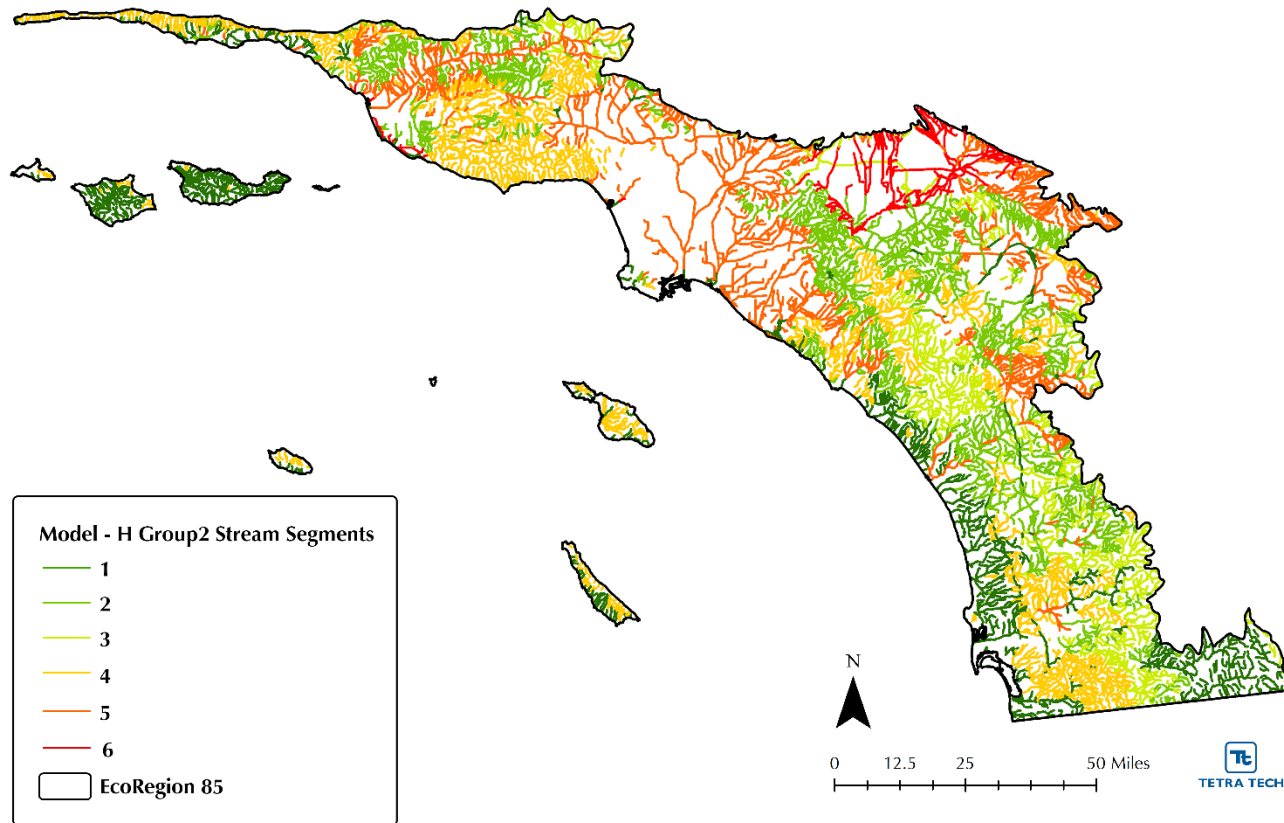 Model - H Group2 Stream Segments
1
2
3
4
5
6
EcoRegion 85
N
0 12.5 25 50 Miles
Tt
TETRA TECH